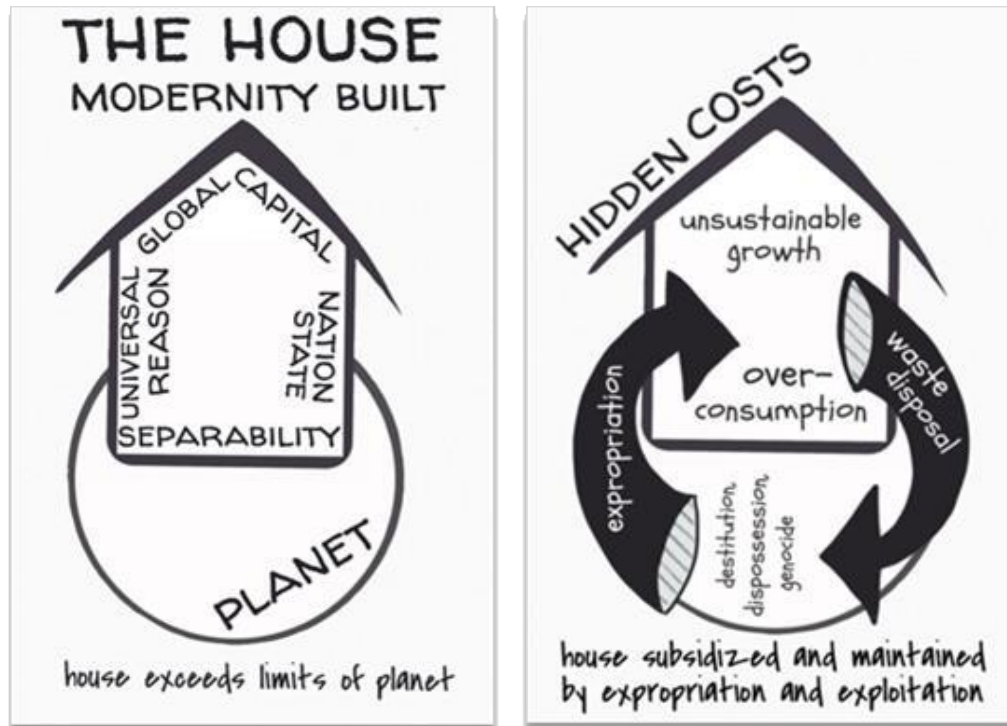 THE HOUSE
MODERNITY BUILT
GLOBAL
CAPITAL
UNIVERSAL
REASON
NATION
STATE
SEPARABILITY
PLANET
house exceeds limits of planet
HIDDEN COSTS
unsustainable
growth
expropriation
over-
consumption
waste
disposal
destitution,
dispossession,
genocide
house subsidized and maintained
by expropriation and exploitation